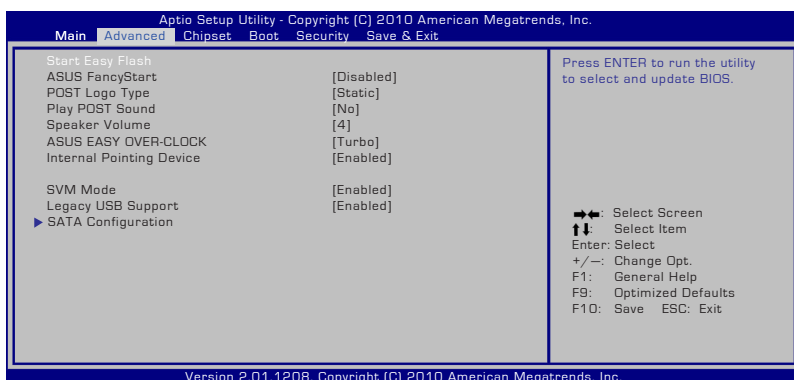 Aptio Setup Utility - Copyright (C) 2010 American Megatrends, Inc.
Main Advanced Chipset Boot Security Save & Exit
Start Easy Flash
ASUS FancyStart [Disabled]
POST Logo Type [Static]
Play POST Sound [No]
Speaker Volume [4]
ASUS EASY OVER-CLOCK [Turbo]
Internal Pointing Device [Enabled]
SVM Mode [Enabled]
Legacy USB Support [Enabled]
SATA Configuration
Press ENTER to run the utility
to select and update BIOS.
→←: Select Screen
↑↓: Select Item
Enter: Select
+/—: Change Opt.
F1: General Help
F9: Optimized Defaults
F10: Save ESC: Exit
Version 2.01.1208. Copyright (C) 2010 American Megatrends, Inc.